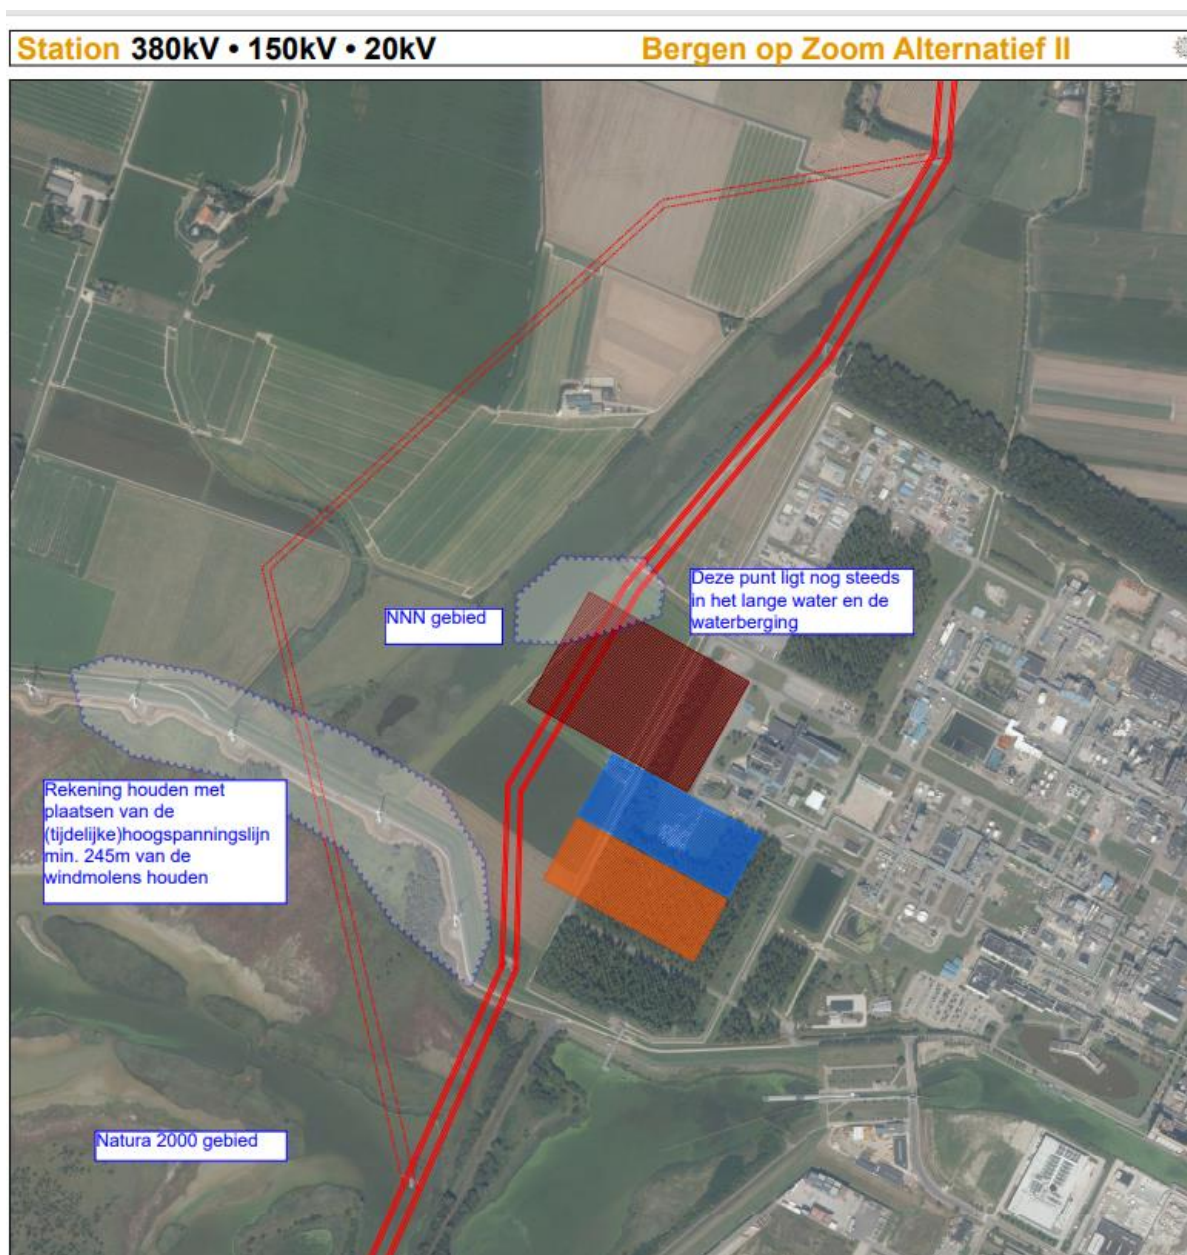 Station 380kV • 150kV • 20kV
Bergen op Zoom Alternatief II
Deze punt ligt nog steeds
in het lange water en de
waterberging
NNN gebied
Rekening houden met
plaatsen van de
(tijdelijke)hoogspanningslijn
min. 245m van de
windmolens houden
Natura 2000 gebied